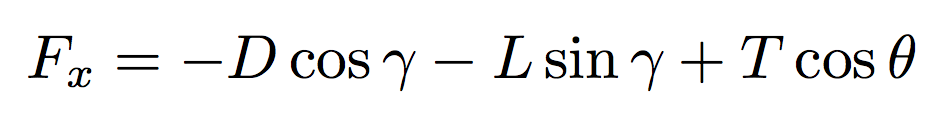 F_x = −D cos γ − L sin γ + T cos θ